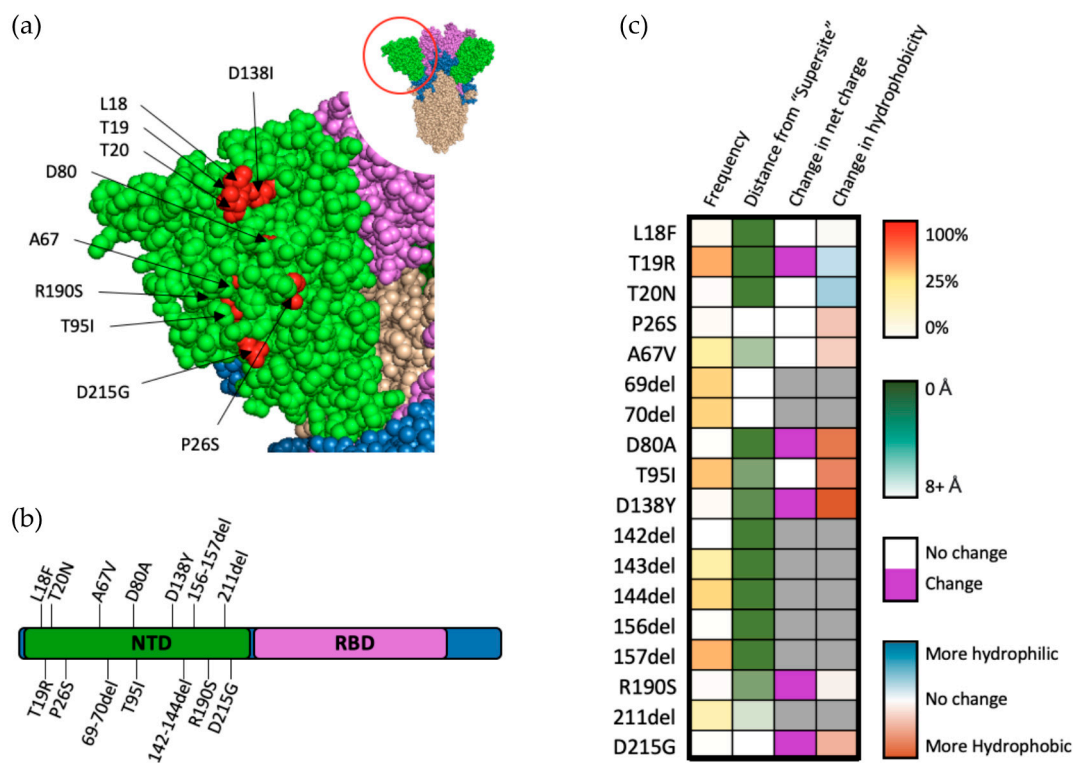 (a)
D138I
L18
T19
T20
D80
A67
R190S
T95I
D215G
P26S
(b)
L18F
T20N
A67V
D80A
D138Y
156-157del
211del
NTD
RBD
T19R
P26S
69-70del
T95I
142-144del
R190S
D215G
(c)
Frequency
Distance from “Supersite”
Change in net charge
Change in hydrophobicity
L18F
T19R
T20N
P26S
A67V
69del
70del
D80A
T95I
D138Y
142del
143del
144del
156del
157del
R190S
211del
D215G
100%
25%
0%
0 Å
8+ Å
No change
Change
More hydrophilic
No change
More Hydrophobic